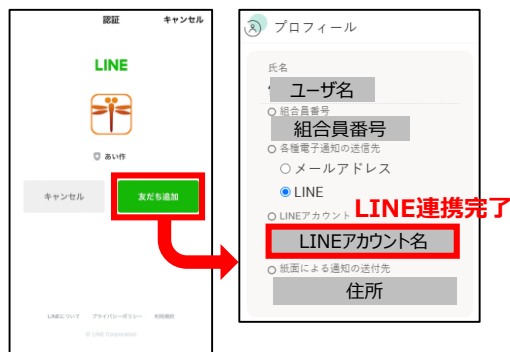 認証
キャンセル
LINE
あい作
キャンセル
友だち追加
LINEについて
プライバシーポリシー
利用規約
© LINE Corporation
プロフィール
氏名
ユーザ名
組合員番号
組合員番号
各種電子通知の送信先
メールアドレス
LINE
LINEアカウント
LINE連携完了
LINEアカウント名
紙面による通知の送付先
住所